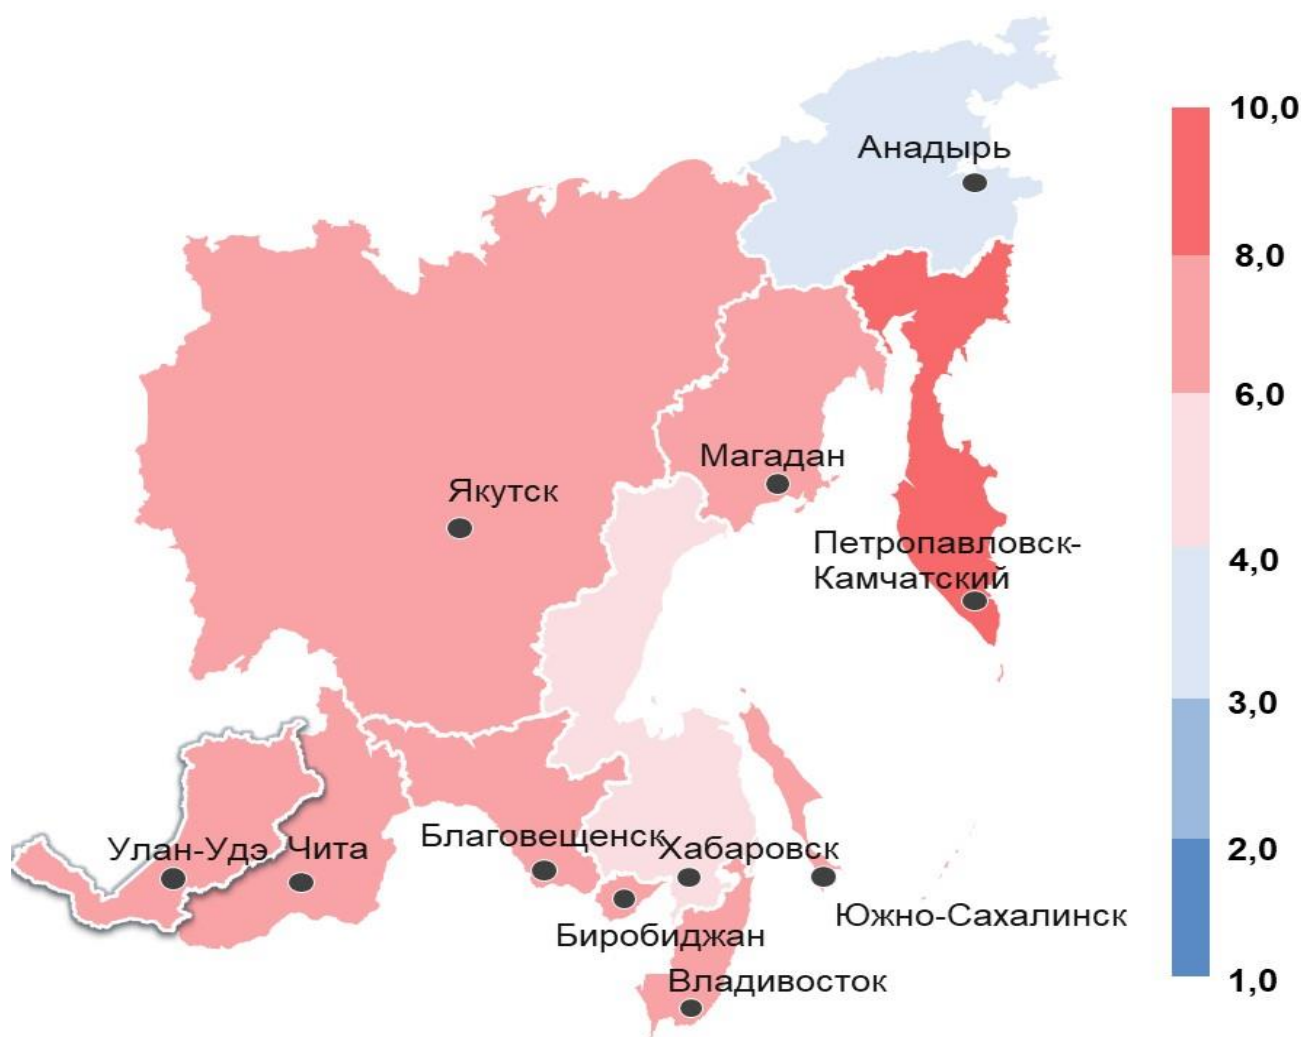 10,0
Анадырь
8,0
6,0
Магадан
Якутск
Петропавловск-
Камчатский
4,0
3,0
Улан-Удэ
Чита
Благовещенск
Хабаровск
2,0
Южно-Сахалинск
Биробиджан
Владивосток
1,0